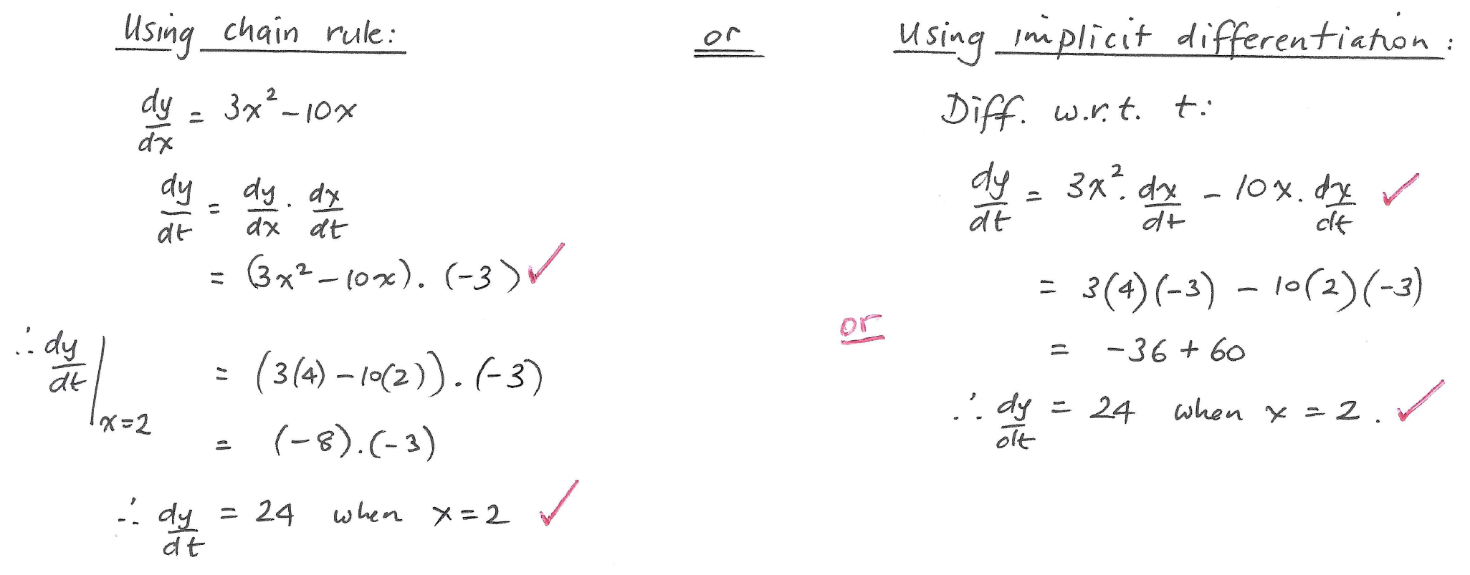 Using chain rule:
dy/dx = 3x² - 10x
dy/dt = dy/dx . dx/dt
= (3x² - 10x) . (-3) ✓
∴ dy/dt |x=2 = (3(4) - 10(2)) . (-3)
= (-8) . (-3)
∴ dy/dt = 24 when x = 2 ✓
or
Using implicit differentiation:
Diff. w.r.t. t:
dy/dt = 3x² . dx/dt - 10x . dx/dt ✓
= 3(4)(-3) - 10(2)(-3)
or
= -36 + 60
∴ dy/dt = 24 when x = 2. ✓